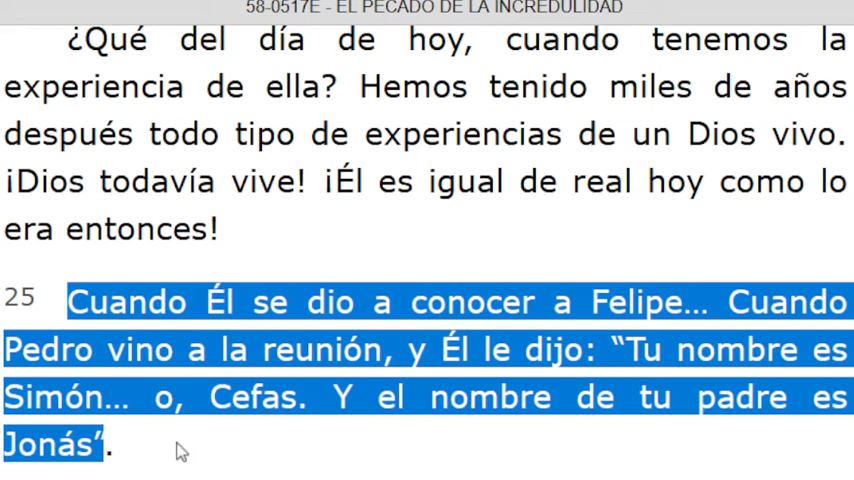 58-0517E - EL PECADO DE LA INCREDULIDAD
¿Qué del día de hoy, cuando tenemos la
experiencia de ella? Hemos tenido miles de años
después todo tipo de experiencias de un Dios vivo.
¡Dios todavía vive! ¡Él es igual de real hoy como lo
era entonces!
25 Cuando Él se dio a conocer a Felipe... Cuando
Pedro vino a la reunión, y Él le dijo: “Tu nombre es
Simón... o, Cefas. Y el nombre de tu padre es
Jonás”.